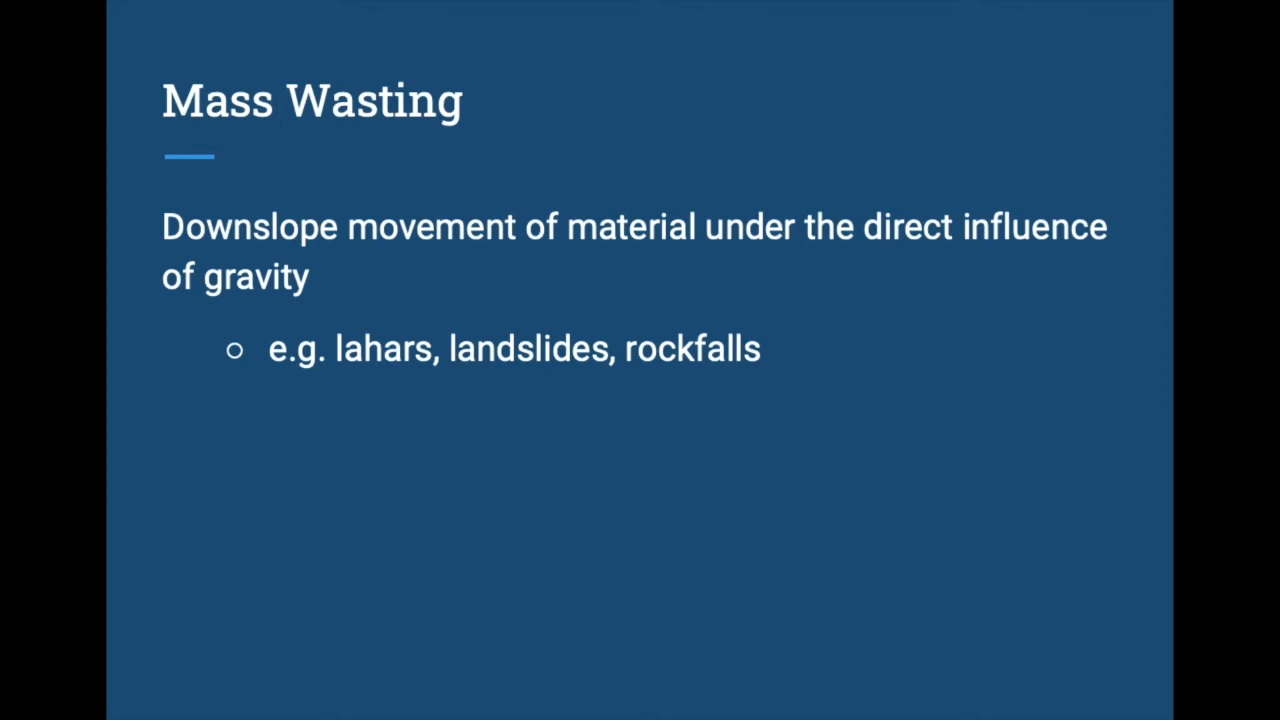 Mass Wasting
Downslope movement of material under the direct influence
of gravity
○ e.g. lahars, landslides, rockfalls